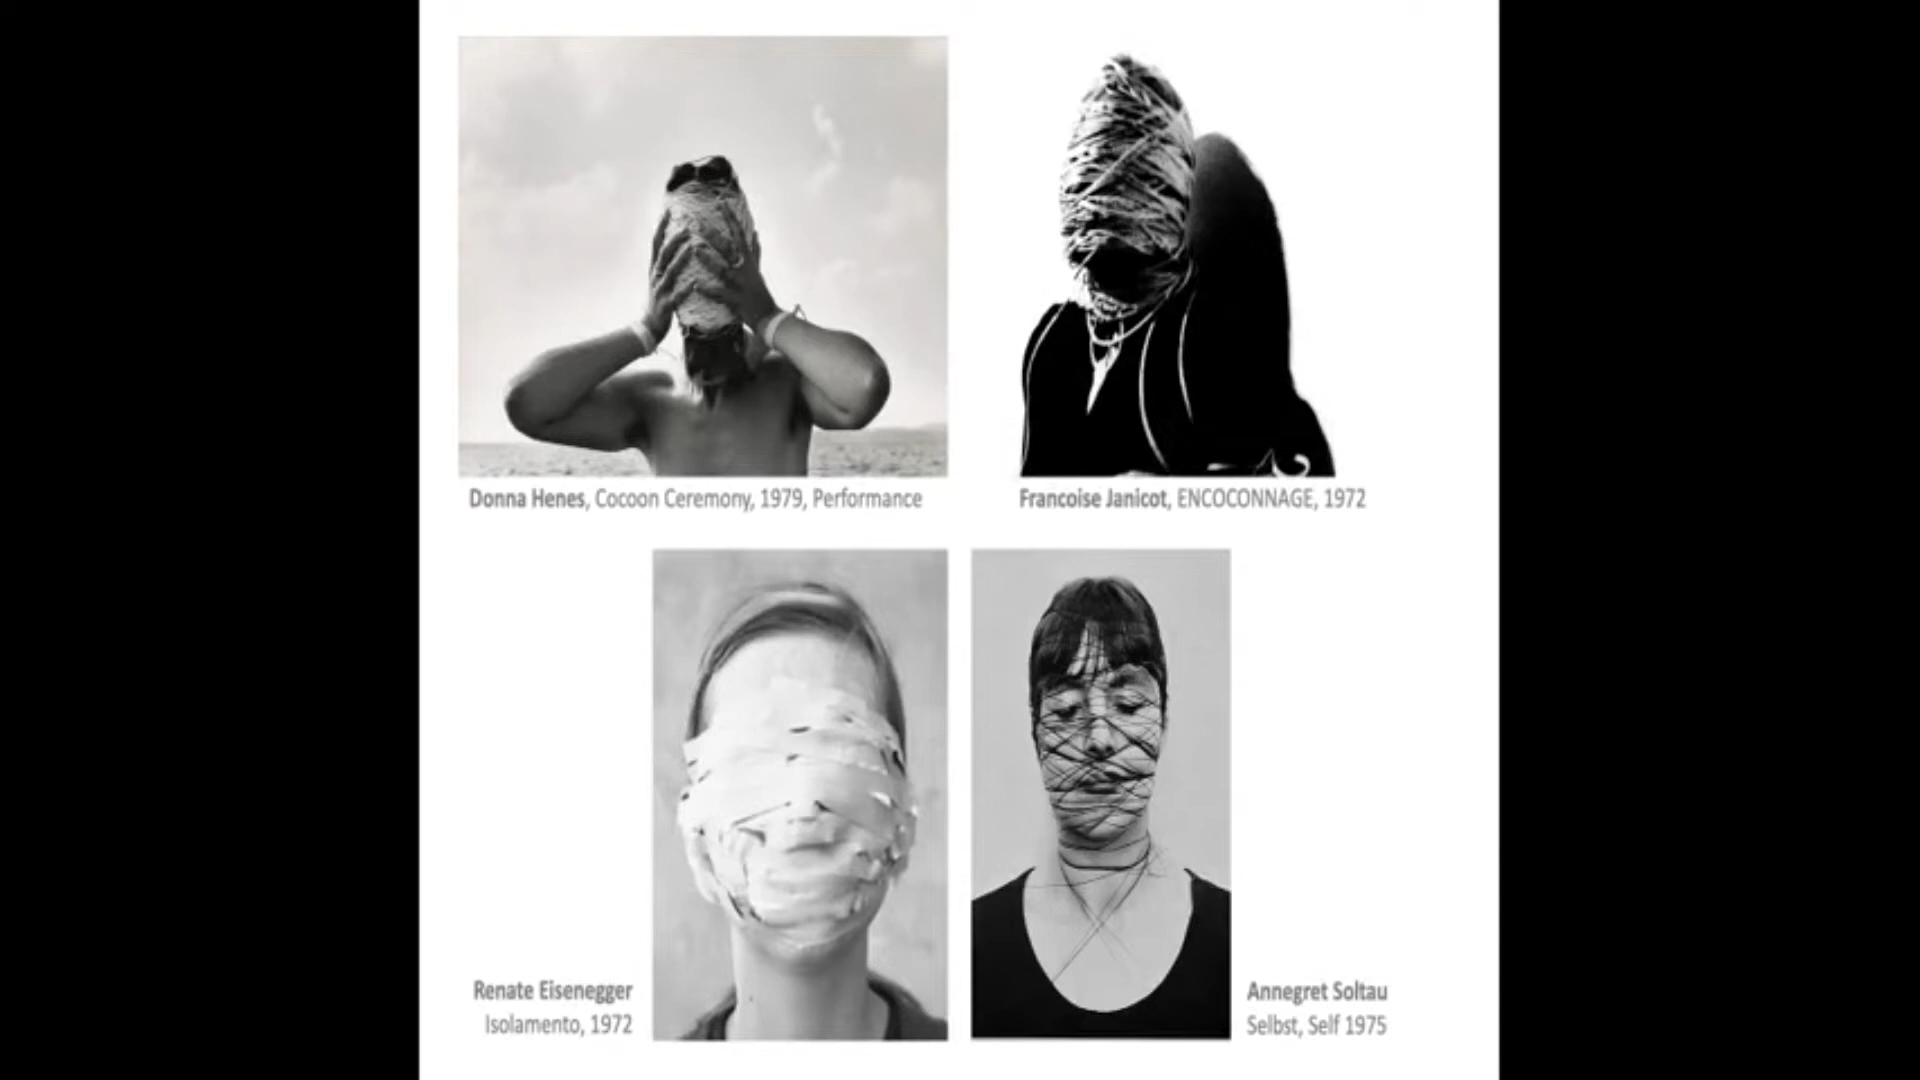 Donna Henes, Cocoon Ceremony, 1979, Performance
Francoise Janicot, ENCOCONNAGE, 1972
Renate Eisenegger
Isolamento, 1972
Annegret Soltau
Selbst, Self 1975